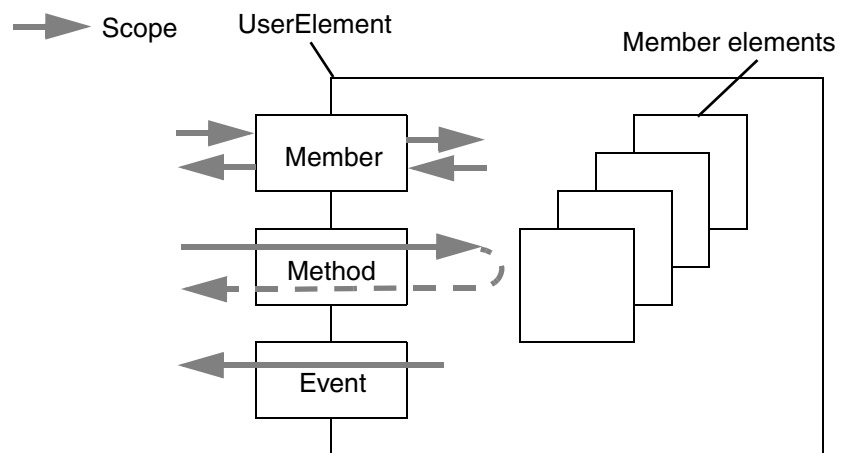 Scope
UserElement
Member elements
Member
Method
Event